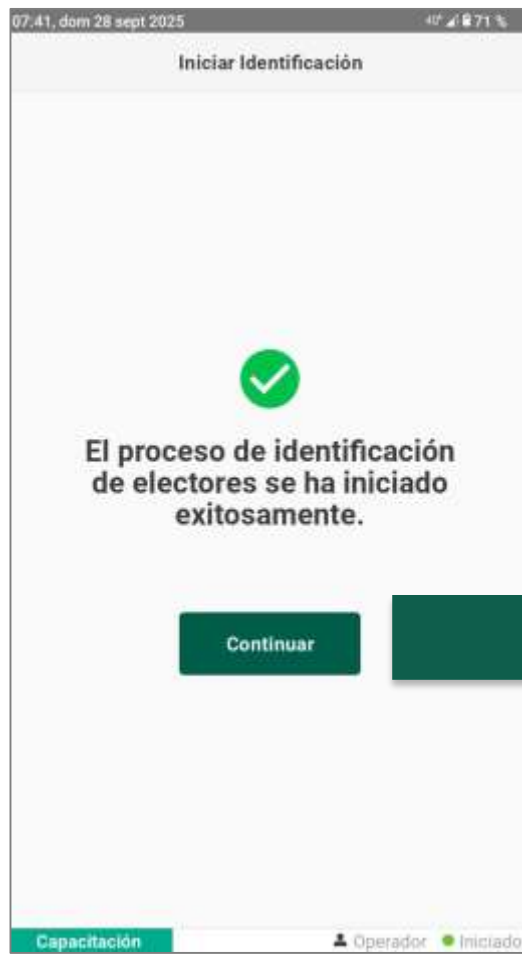 07:41, dom 28 sept 2025 71 %
Iniciar Identificación
El proceso de identificación
de electores se ha iniciado
exitosamente.
Continuar
Capacitación Operador Iniciado